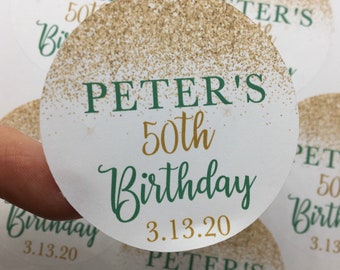 PETER'S
50th
Birthday
3.13.20